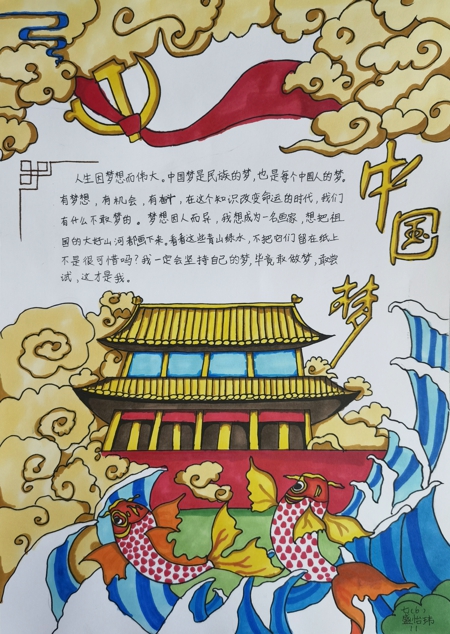 中国梦
人生因梦想而伟大。中国梦是民族的梦,也是每个中国人的梦,
有梦想,有机会,有奋斗,在这个知识改变命运的时代,我们
有什么不敢梦的。梦想因人而异,我想成为一名画家,想把祖
国的大好山河都画下来,看着这些青山绿水,不把它们留在纸上
不是很可惜吗?我一定会坚持自己的梦,毕竟敢做梦,敢尝
试,这才是我。